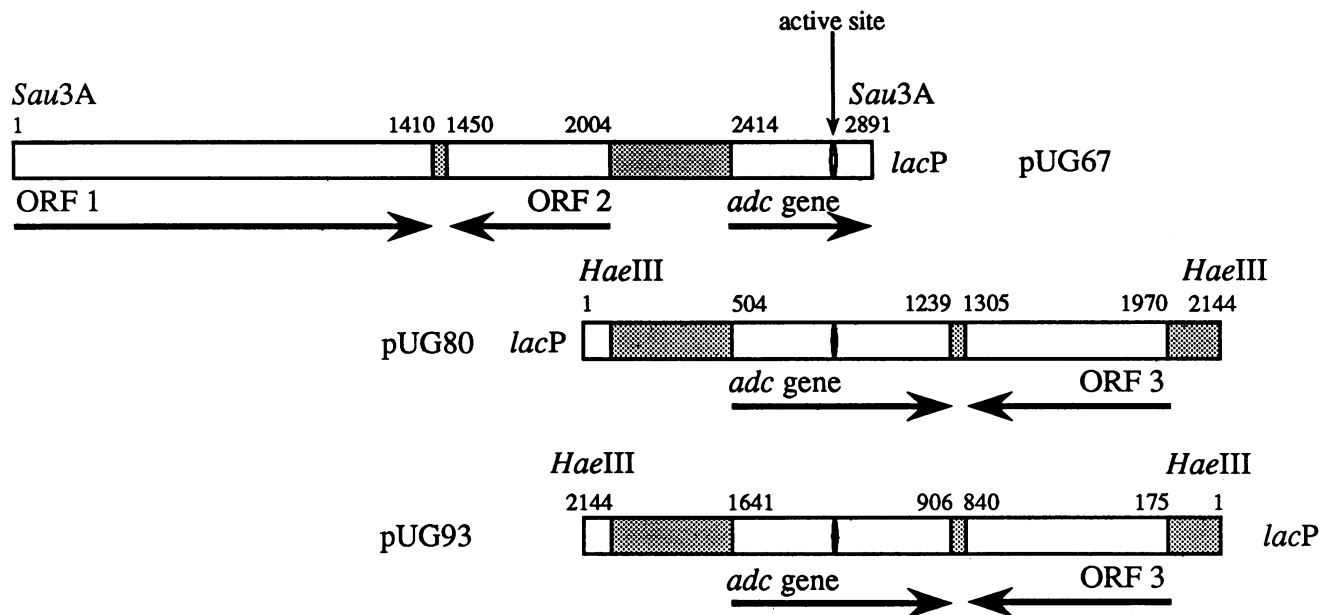 active site
Sau3A Sau3A
1 1410 1450 2004 2414 2891
lacP pUG67
ORF 1 ORF 2 adc gene
HaeIII HaeIII
1 504 1239 1305 1970 2144
pUG80 lacP
adc gene ORF 3
HaeIII HaeIII
2144 1641 906 840 175 1
pUG93 lacP
adc gene ORF 3